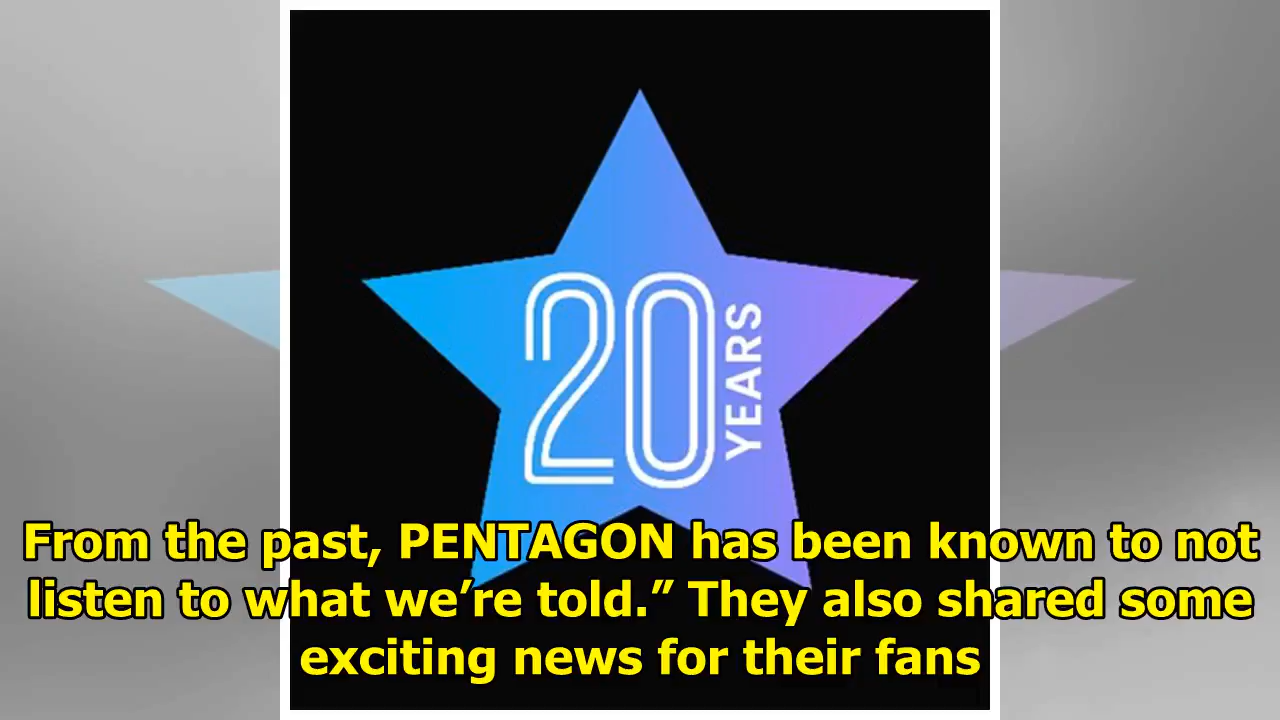 20
YEARS
From the past, PENTAGON has been known to not
listen to what we’re told.” They also shared some
exciting news for their fans